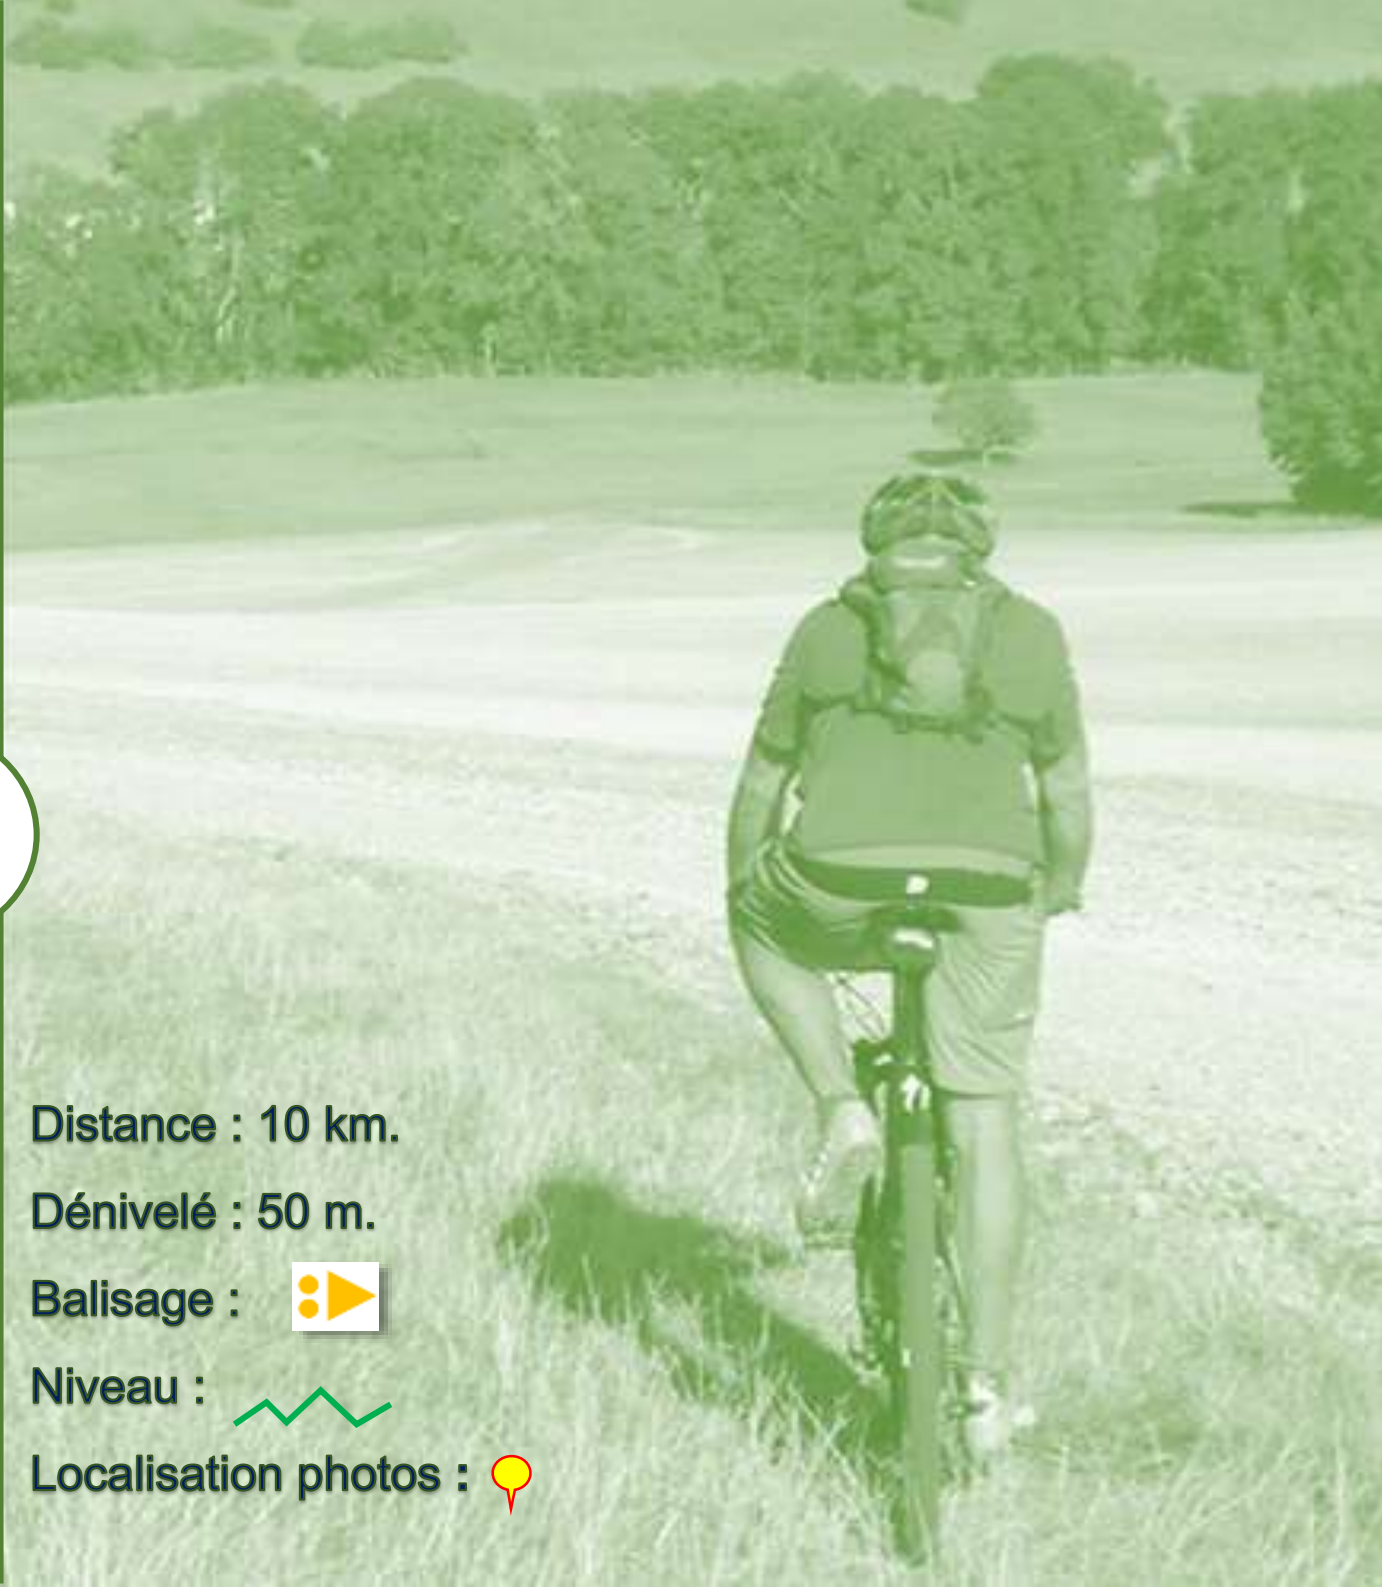 Distance : 10 km.
Dénivelé : 50 m.
Balisage :
Niveau :
Localisation photos :